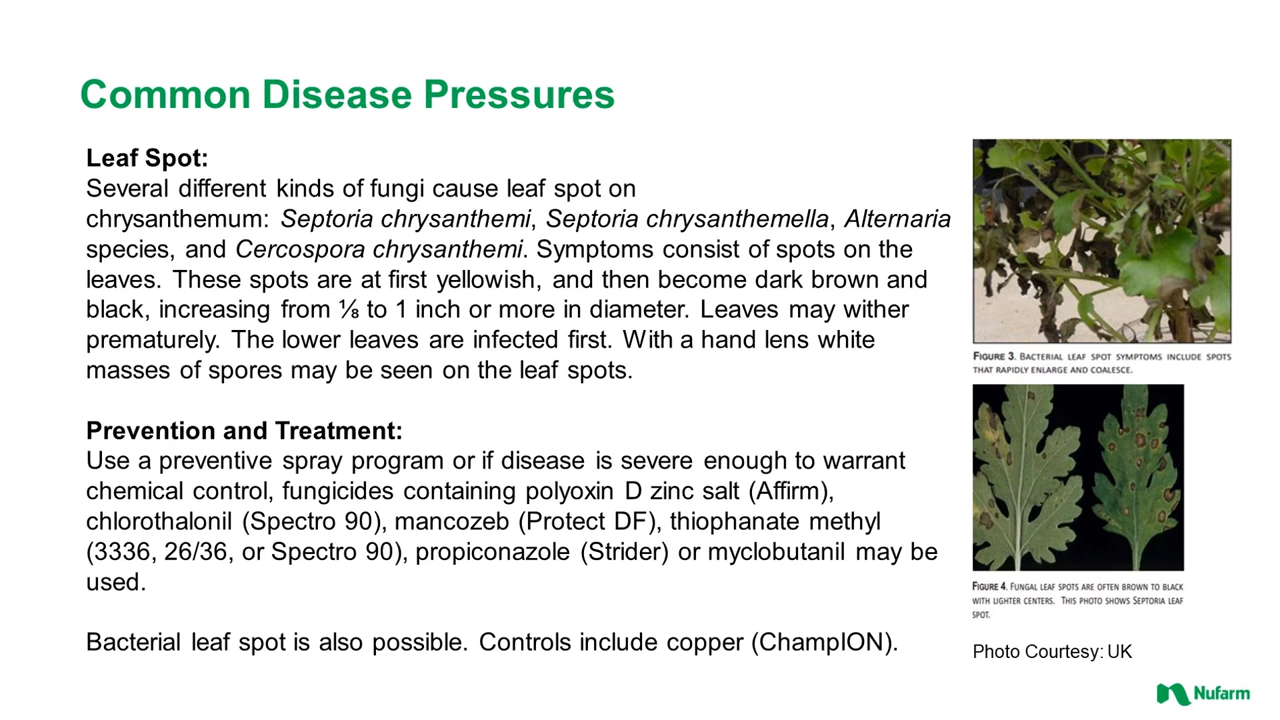 Common Disease Pressures
Leaf Spot:
Several different kinds of fungi cause leaf spot on
chrysanthemum: Septoria chrysanthemi, Septoria chrysanthemella, Alternaria
species, and Cercospora chrysanthemi. Symptoms consist of spots on the
leaves. These spots are at first yellowish, and then become dark brown and
black, increasing from ⅛ to 1 inch or more in diameter. Leaves may wither
prematurely. The lower leaves are infected first. With a hand lens white
masses of spores may be seen on the leaf spots.
Prevention and Treatment:
Use a preventive spray program or if disease is severe enough to warrant
chemical control, fungicides containing polyoxin D zinc salt (Affirm),
chlorothalonil (Spectro 90), mancozeb (Protect DF), thiophanate methyl
(3336, 26/36, or Spectro 90), propiconazole (Strider) or myclobutanil may be
used.
Bacterial leaf spot is also possible. Controls include copper (ChampION).
FIGURE 3. BACTERIAL LEAF SPOT SYMPTOMS INCLUDE SPOTS
THAT RAPIDLY ENLARGE AND COALESCE.
FIGURE 4. FUNGAL LEAF SPOTS ARE OFTEN BROWN TO BLACK
WITH LIGHTER CENTERS. THIS PHOTO SHOWS SEPTORIA LEAF
SPOT.
Photo Courtesy: UK
Nufarm